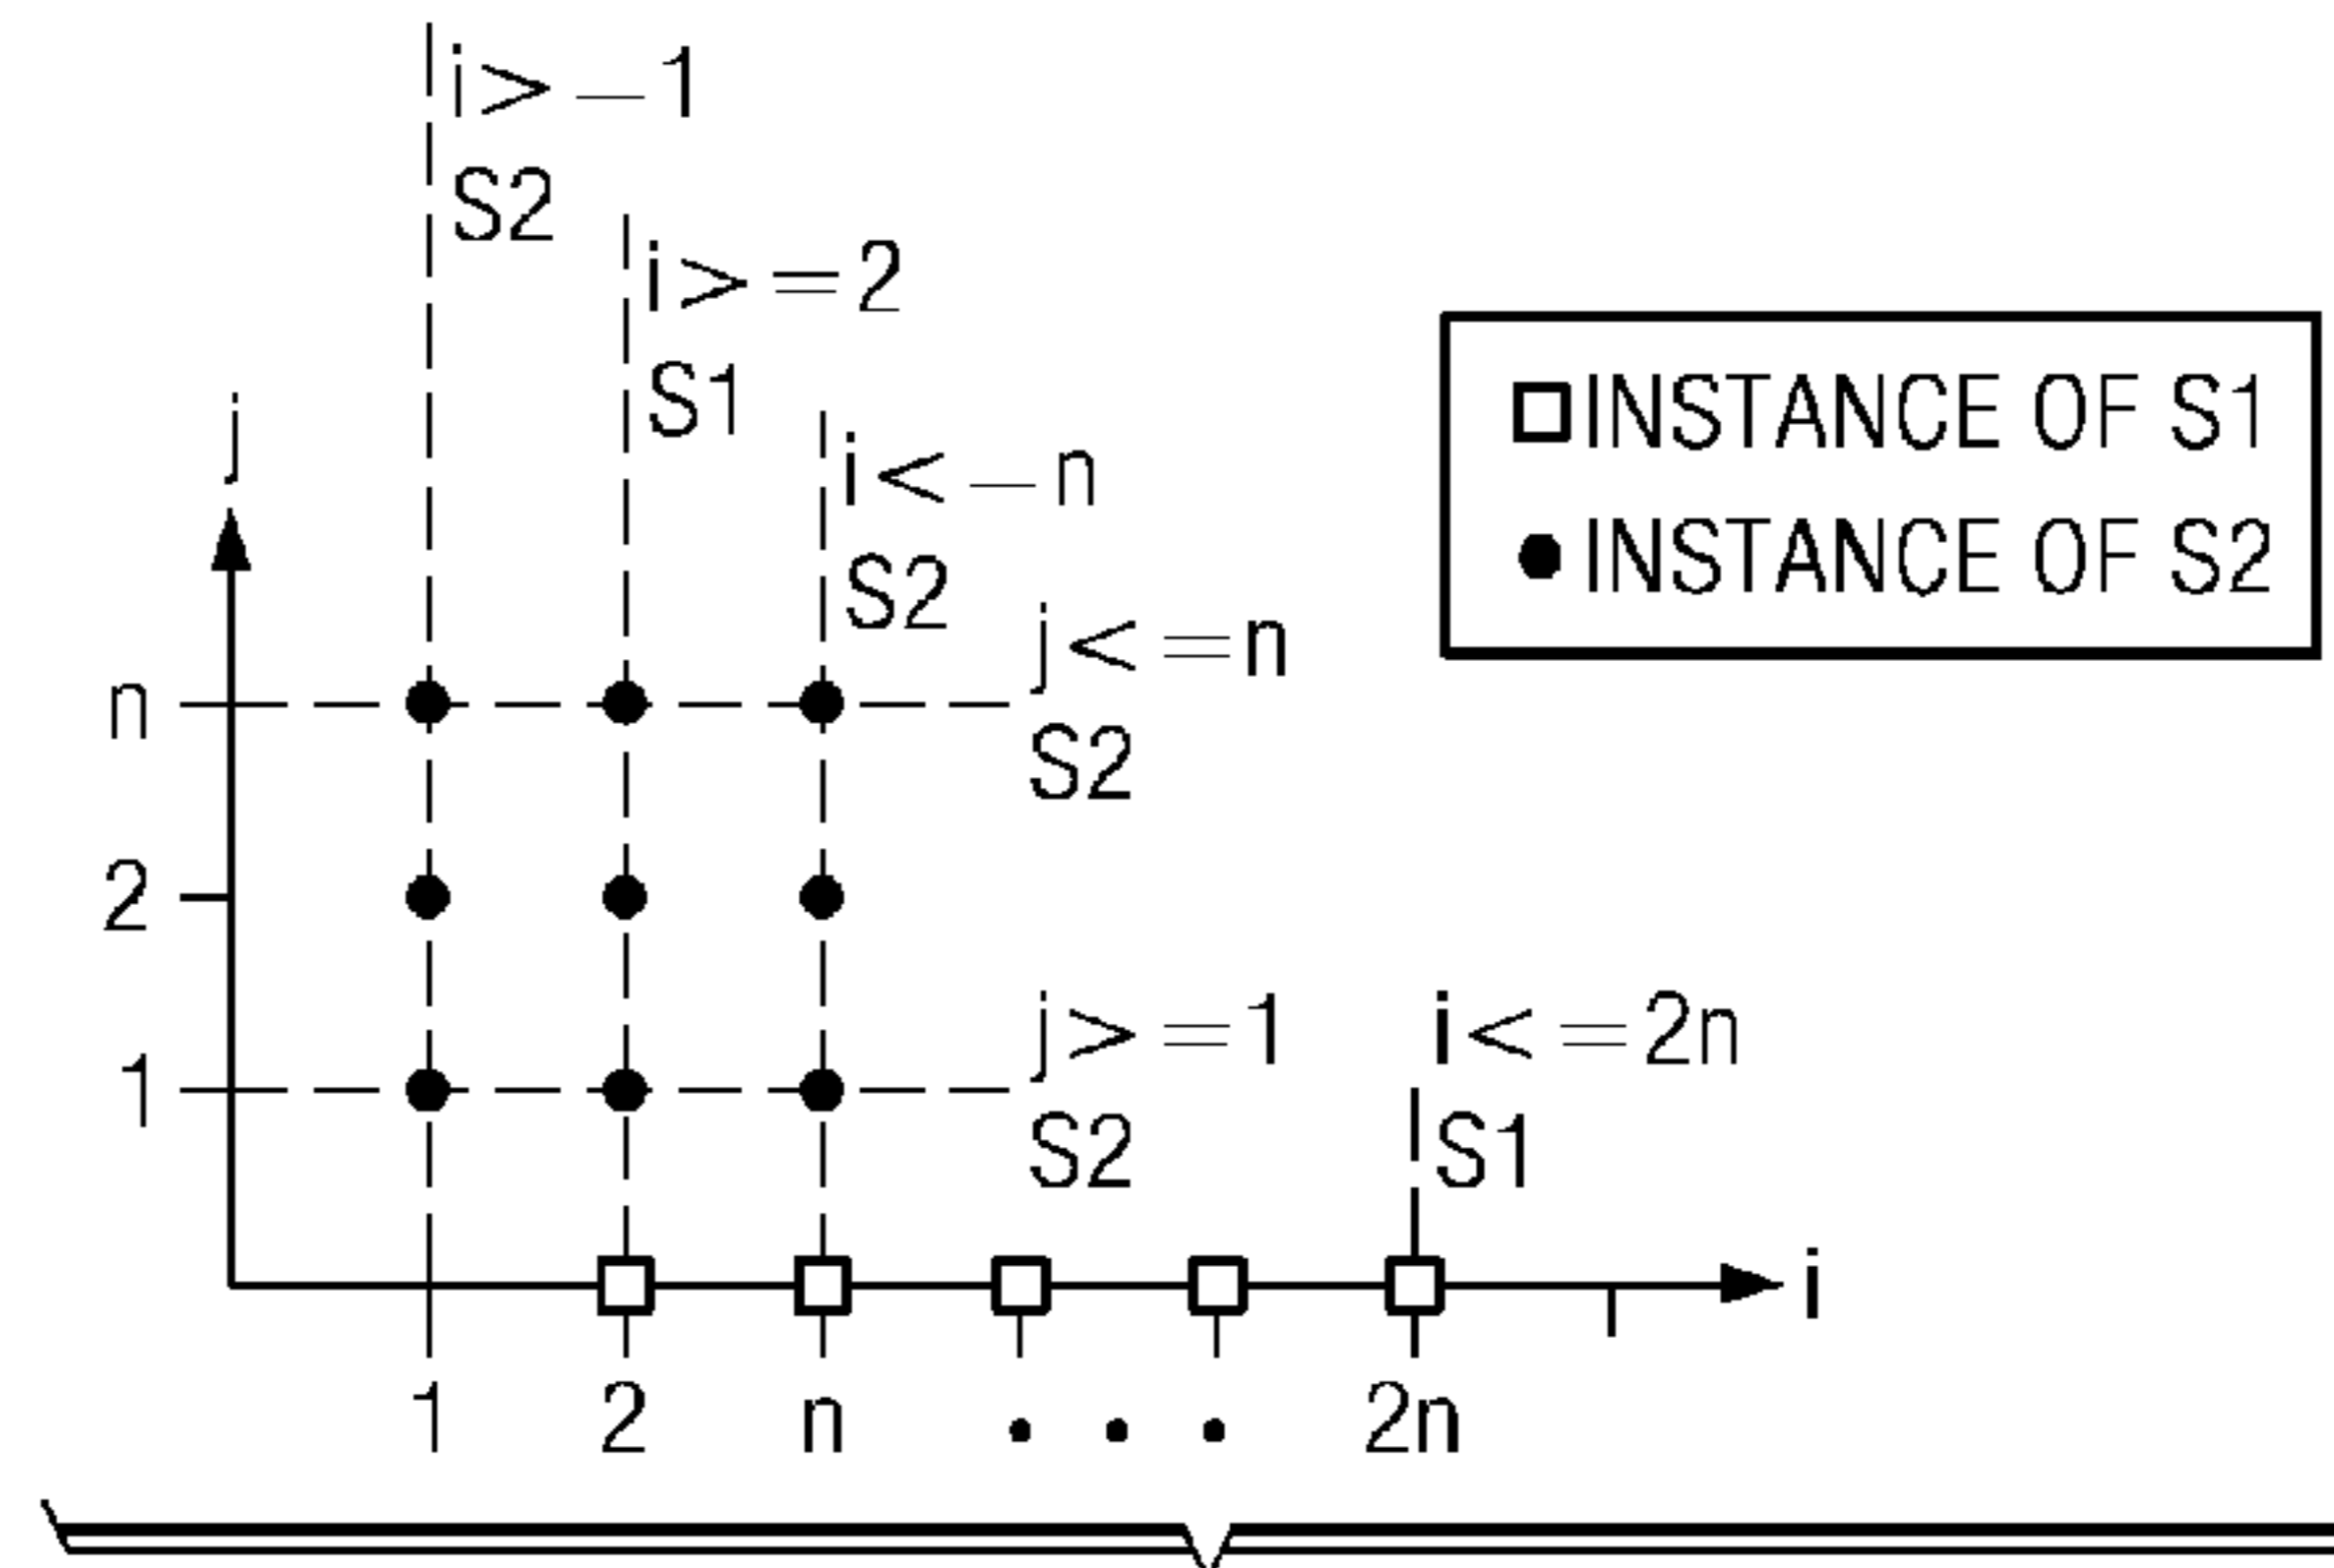 i>–1
S2
i>=2
S1
i<–n
S2
j
j<=n
S2
n
2
1
j>=1
S2
i<=2n
S1
i
1 2 n • • • 2n
INSTANCE OF S1
INSTANCE OF S2